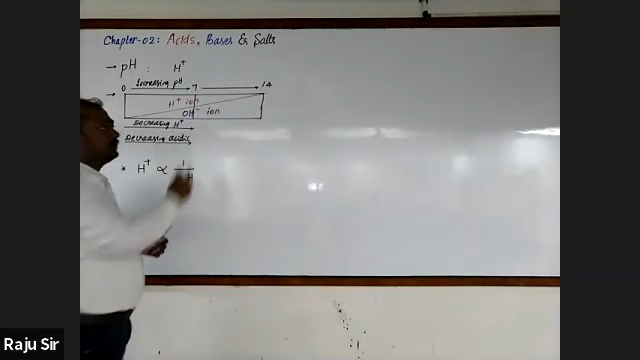 Chapter-02: Acids, Bases & Salts
→ pH : H⁺
Increasing pH
0 7 14
→ H⁺ ion
OH⁻ ion
Decreasing H⁺
Decreasing acidic
* H⁺ ∝ 1
H
Raju Sir